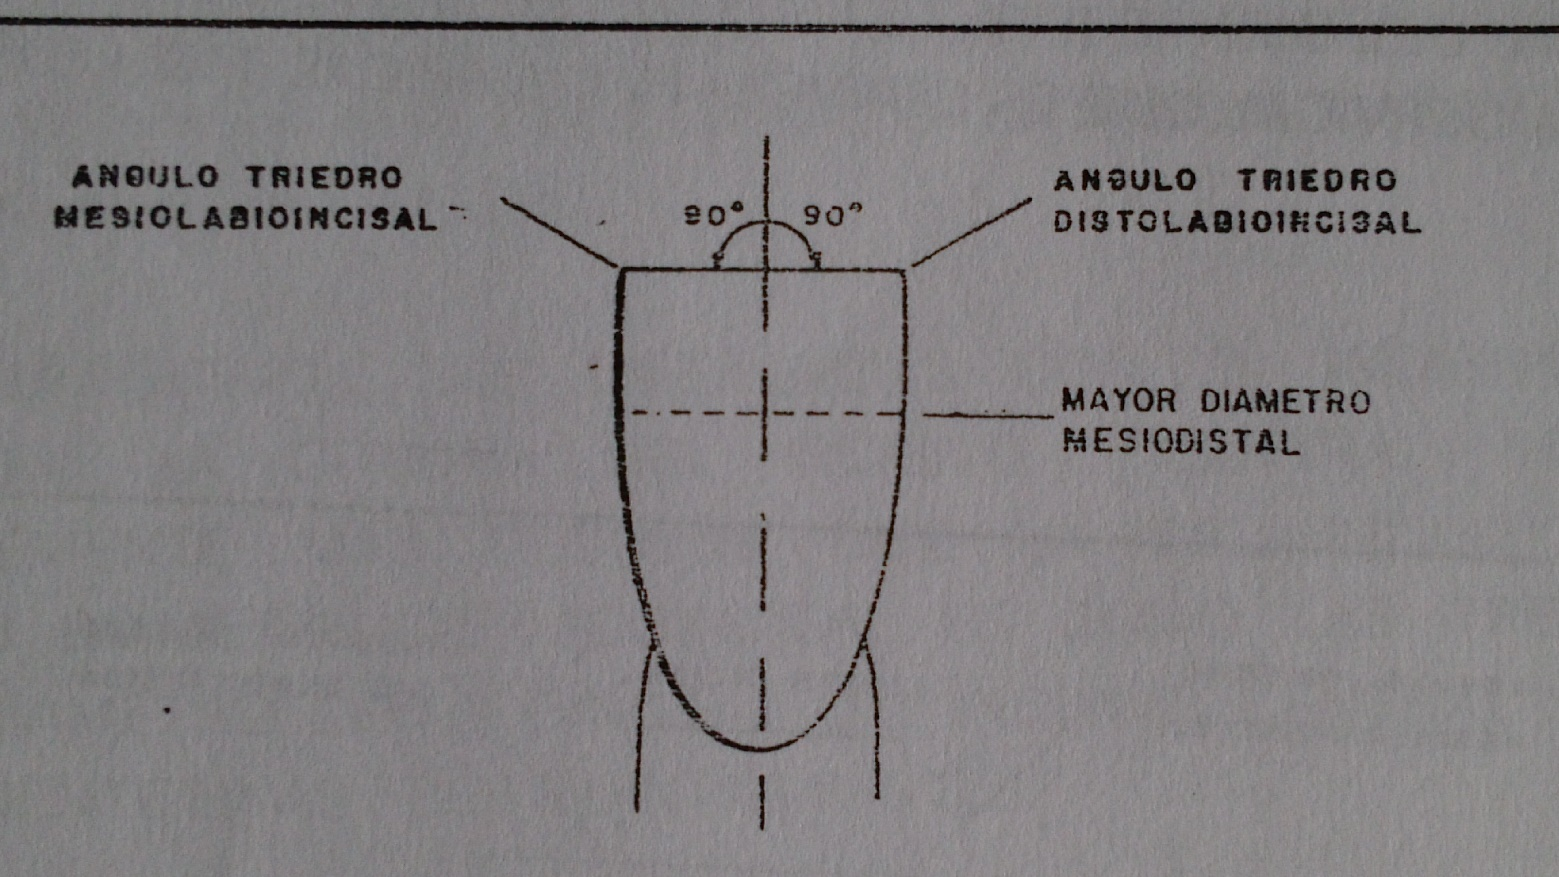 ANGULO TRIEDRO
MESIOLABIOINCISAL
90° 90°
ANGULO TRIEDRO
DISTOLABIOINCISAL
MAYOR DIAMETRO
MESIODISTAL